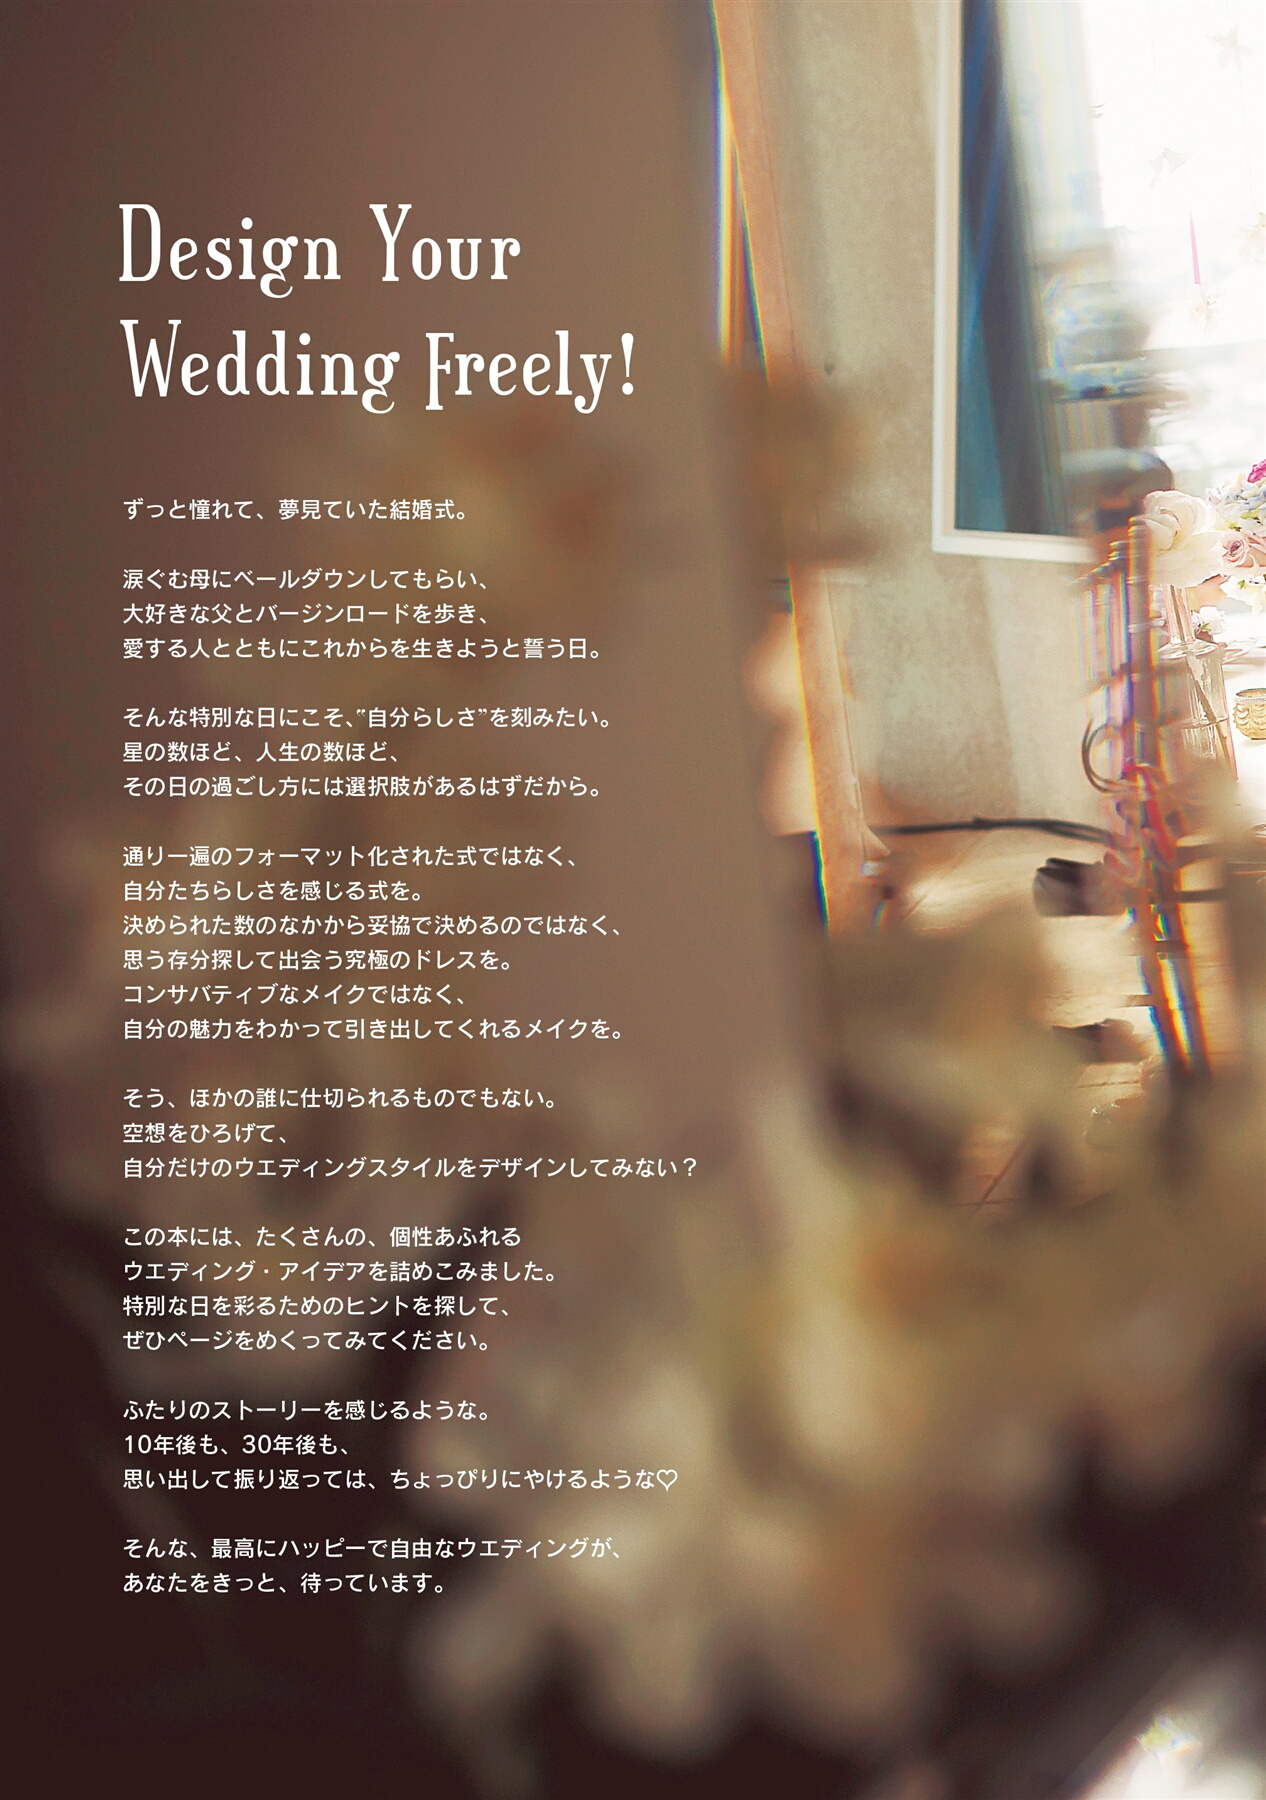 Design Your
Wedding Freely!
ずっと憧れて、夢見ていた結婚式。
涙ぐむ母にベールダウンしてもらい、
大好きな父とバージンロードを歩き、
愛する人とともにこれからを生きようと誓う日。
そんな特別な日にこそ、“自分らしさ”を刻みたい。
星の数ほど、人生の数ほど、
その日の過ごし方には選択肢があるはずだから。
通り一遍のフォーマット化された式ではなく、
自分たちらしさを感じる式を。
決められた数のなかから妥協で決めるのではなく、
思う存分探して出会う究極のドレスを。
コンサバティブなメイクではなく、
自分の魅力をわかって引き出してくれるメイクを。
そう、ほかの誰に仕切られるものでもない。
空想をひろげて、
自分だけのウエディングスタイルをデザインしてみない？
この本には、たくさんの、個性あふれる
ウエディング・アイデアを詰めこみました。
特別な日を彩るためのヒントを探して、
ぜひページをめくってみてください。
ふたりのストーリーを感じるような。
10年後も、30年後も、
思い出して振り返っては、ちょっぴりにやけるような♡
そんな、最高にハッピーで自由なウエディングが、
あなたをきっと、待っています。